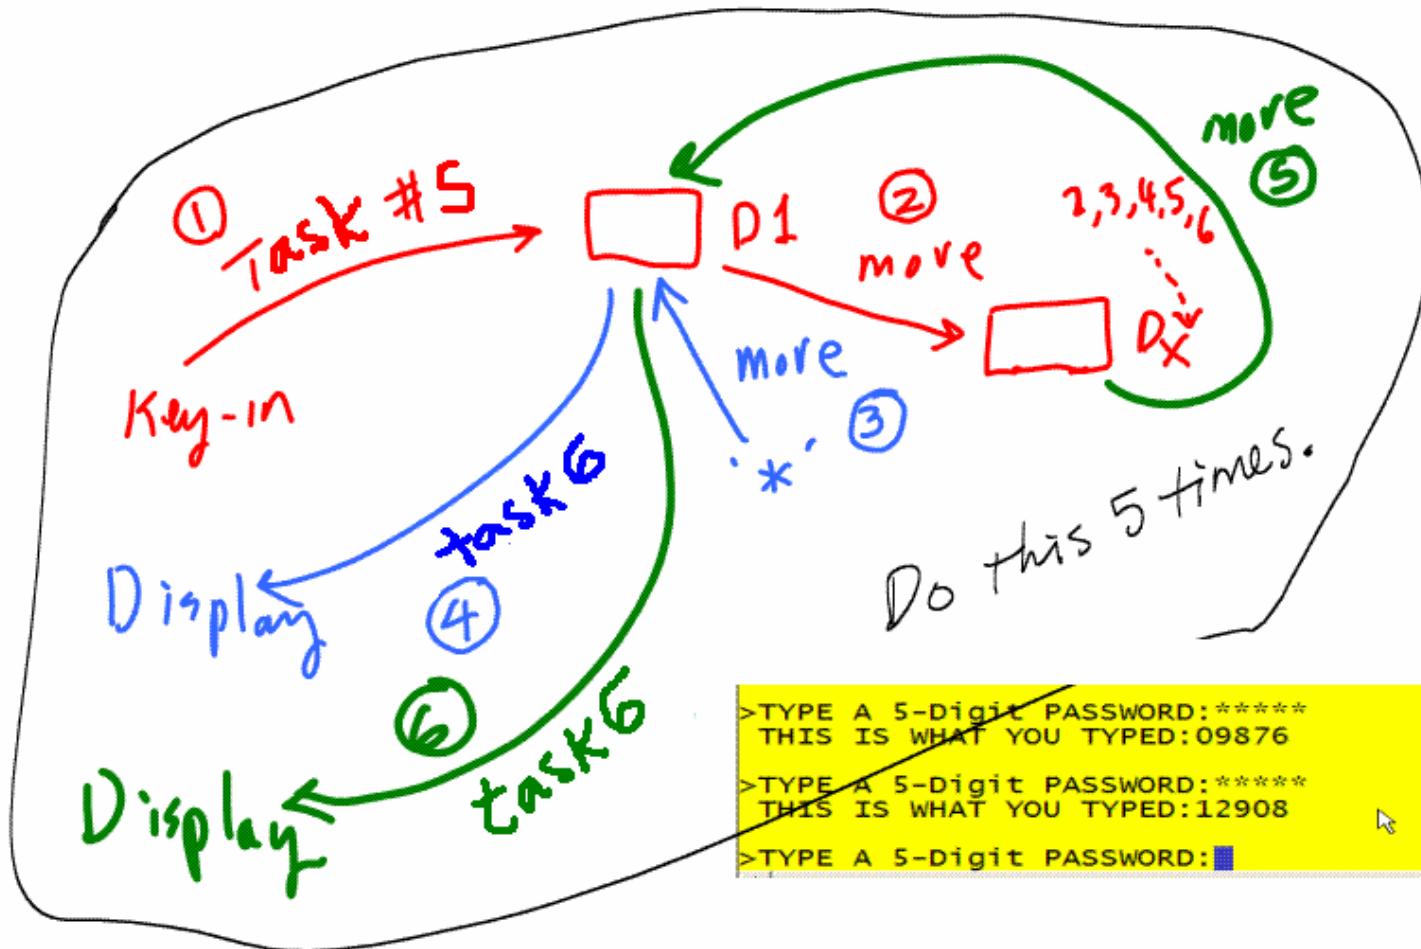 more
⑤
① Task #5
D1
②
more
2,3,4,5,6
Dx
Key-in
more
③
'*'
task6
④
Display
Do this 5 times.
⑥
task6
Display
>TYPE A 5-Digit PASSWORD:*****
THIS IS WHAT YOU TYPED:09876
>TYPE A 5-Digit PASSWORD:*****
THIS IS WHAT YOU TYPED:12908
>TYPE A 5-Digit PASSWORD: